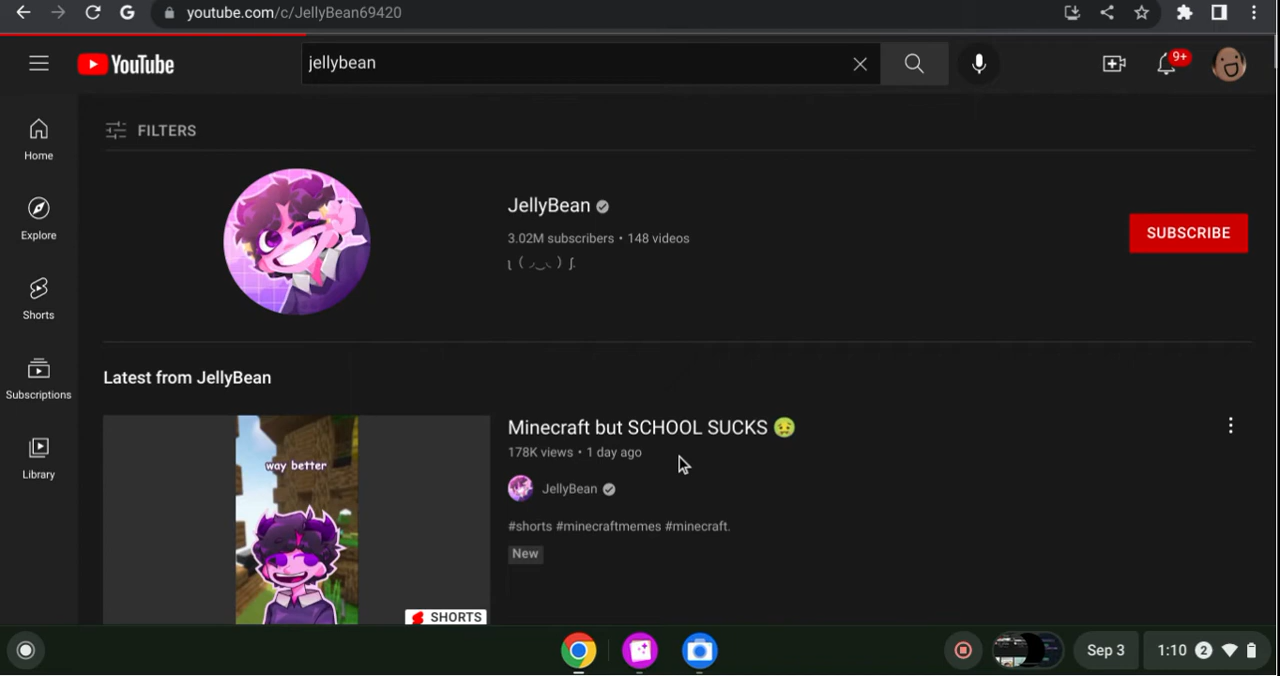 youtube.com/c/JellyBean69420
YouTube
jellybean
9+
FILTERS
Home
Explore
Shorts
Subscriptions
Library
JellyBean
3.02M subscribers • 148 videos
SUBSCRIBE
Latest from JellyBean
way better
SHORTS
Minecraft but SCHOOL SUCKS 🤢
178K views • 1 day ago
JellyBean
#shorts #minecraftmemes #minecraft.
New
Sep 3
1:10
2